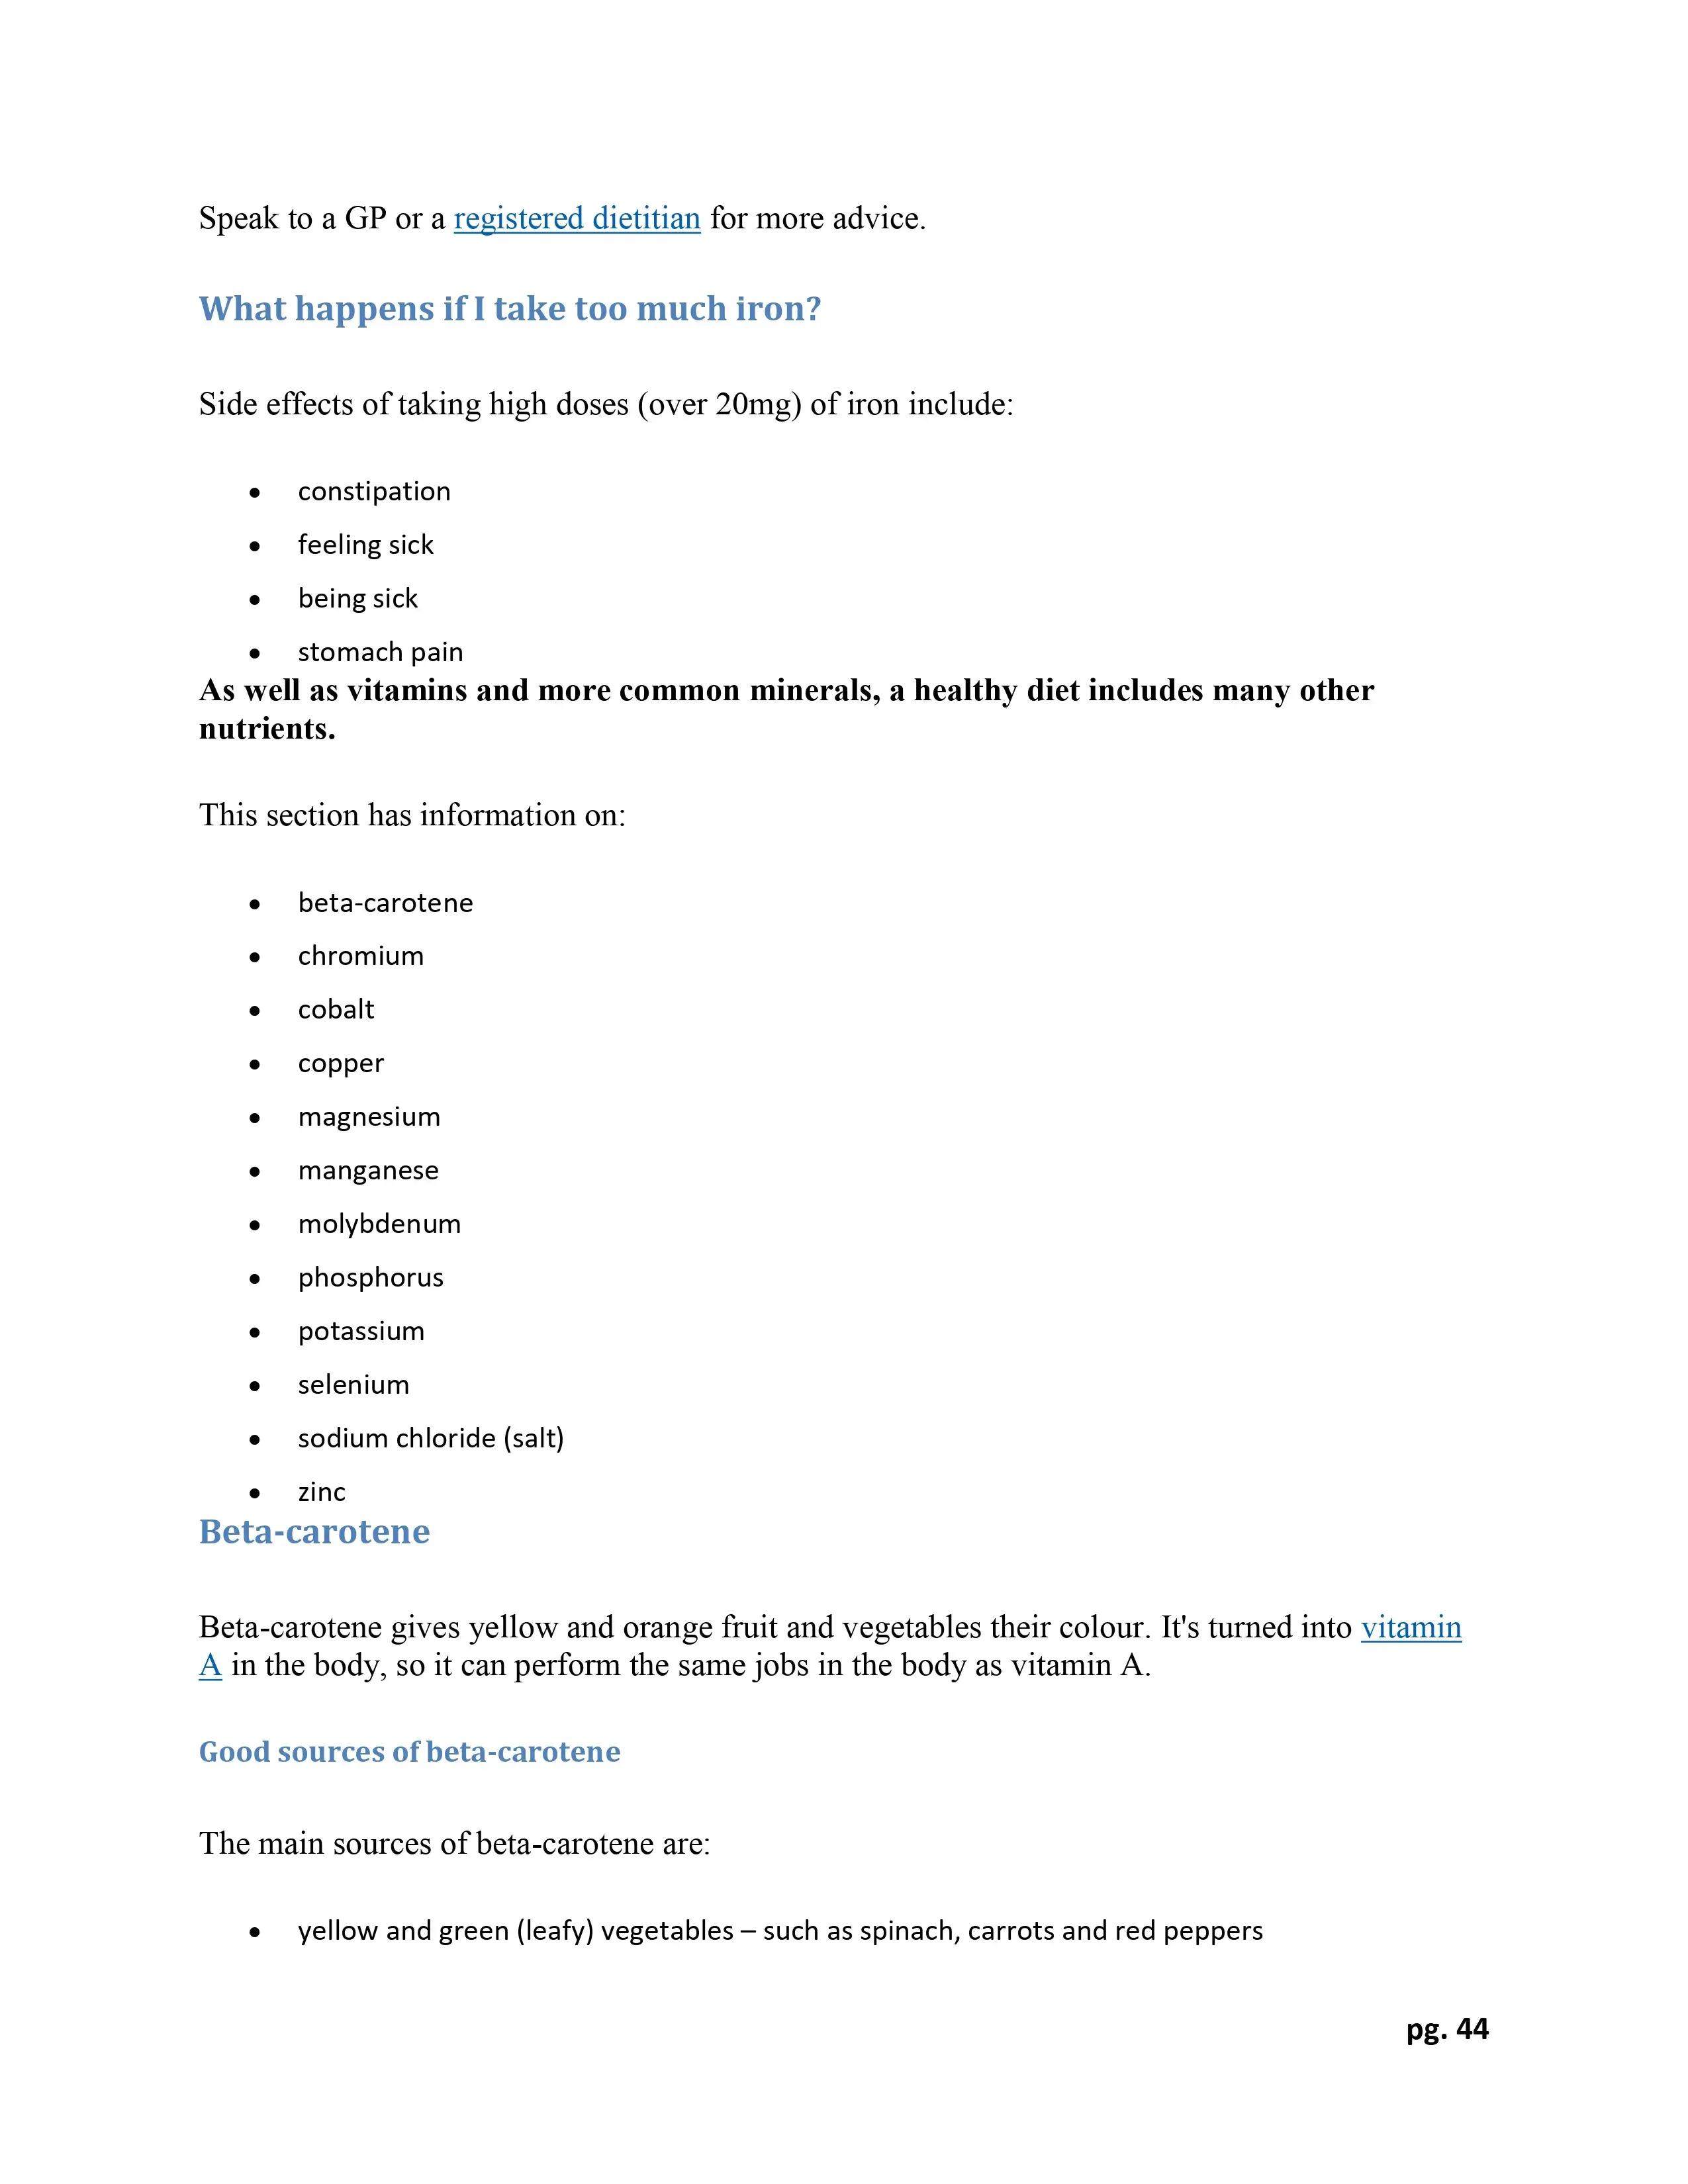 Speak to a GP or a registered dietitian for more advice.
What happens if I take too much iron?
Side effects of taking high doses (over 20mg) of iron include:
• constipation
• feeling sick
• being sick
• stomach pain
As well as vitamins and more common minerals, a healthy diet includes many other
nutrients.
This section has information on:
• beta-carotene
• chromium
• cobalt
• copper
• magnesium
• manganese
• molybdenum
• phosphorus
• potassium
• selenium
• sodium chloride (salt)
• zinc
Beta-carotene
Beta-carotene gives yellow and orange fruit and vegetables their colour. It's turned into vitamin
A in the body, so it can perform the same jobs in the body as vitamin A.
Good sources of beta-carotene
The main sources of beta-carotene are:
• yellow and green (leafy) vegetables – such as spinach, carrots and red peppers
pg. 44